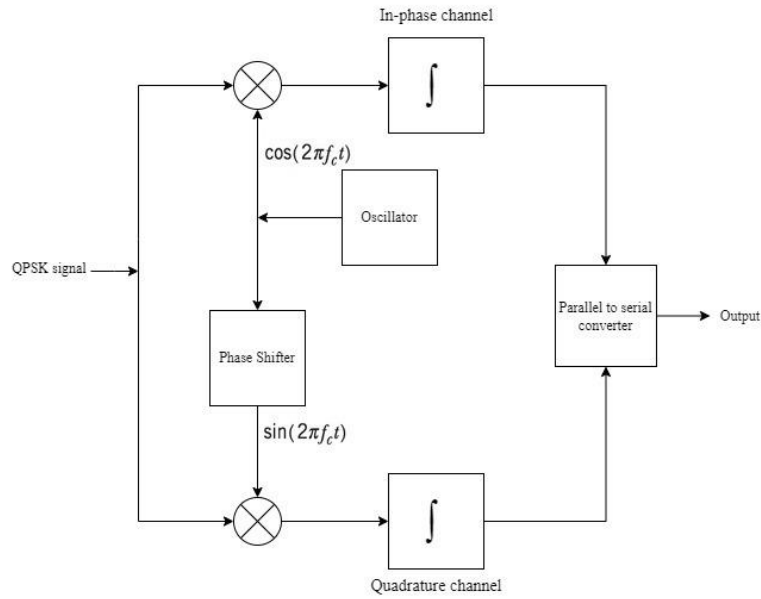 In-phase channel
∫
cos(2πf_ct)
Oscillator
QPSK signal
Parallel to serial
converter
Output
Phase Shifter
sin(2πf_ct)
∫
Quadrature channel